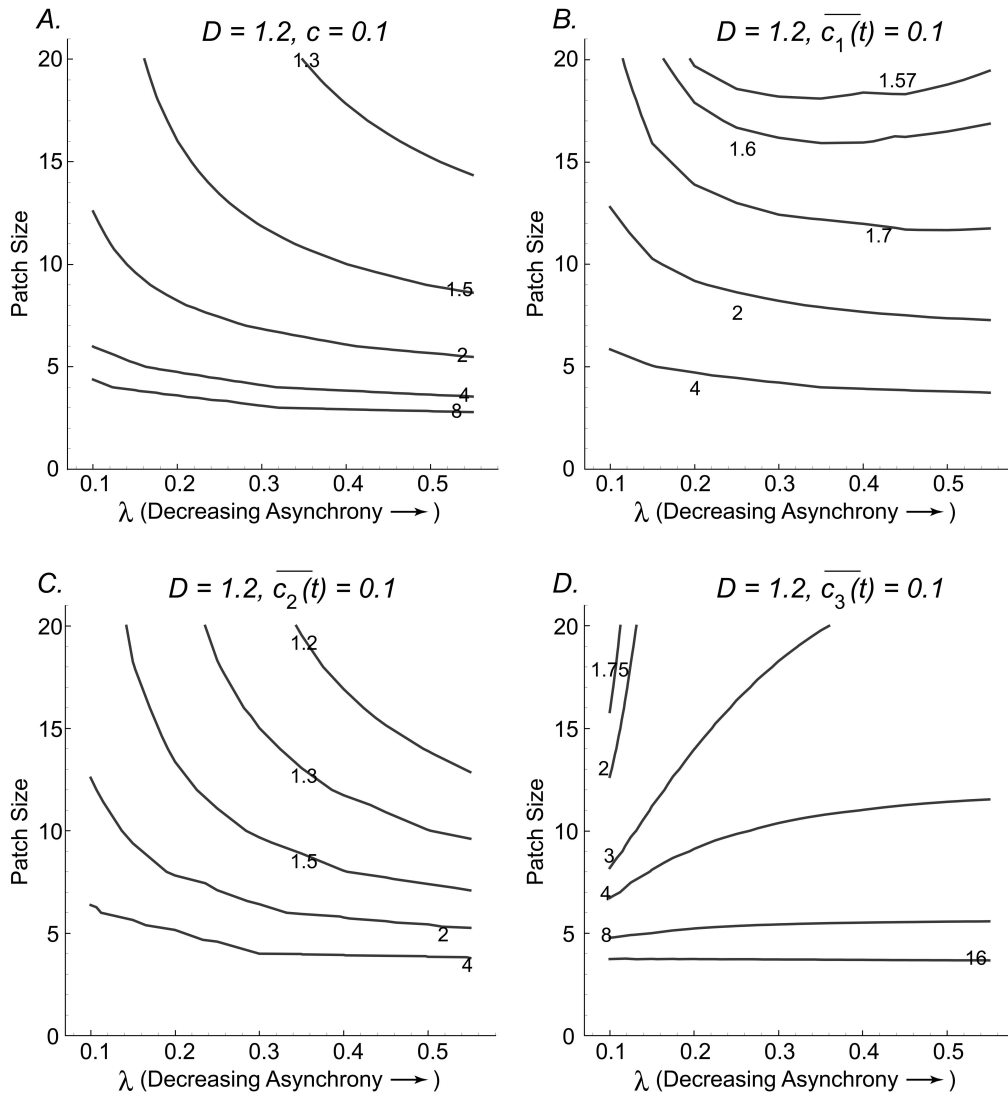 A.
D = 1.2, c = 0.1
Patch Size
20
15
10
5
0
1.3
1.5
2
4
8
0.1 0.2 0.3 0.4 0.5
λ (Decreasing Asynchrony → )
B.
D = 1.2, c̅₁̅(̅t̅)̅ = 0.1
Patch Size
20
15
10
5
0
1.57
1.6
1.7
2
4
0.1 0.2 0.3 0.4 0.5
λ (Decreasing Asynchrony → )
C.
D = 1.2, c̅₂̅(̅t̅)̅ = 0.1
Patch Size
20
15
10
5
0
1.2
1.3
1.5
2
4
0.1 0.2 0.3 0.4 0.5
λ (Decreasing Asynchrony → )
D.
D = 1.2, c̅₃̅(̅t̅)̅ = 0.1
Patch Size
20
15
10
5
0
1.75
2
3
4
8
16
0.1 0.2 0.3 0.4 0.5
λ (Decreasing Asynchrony → )